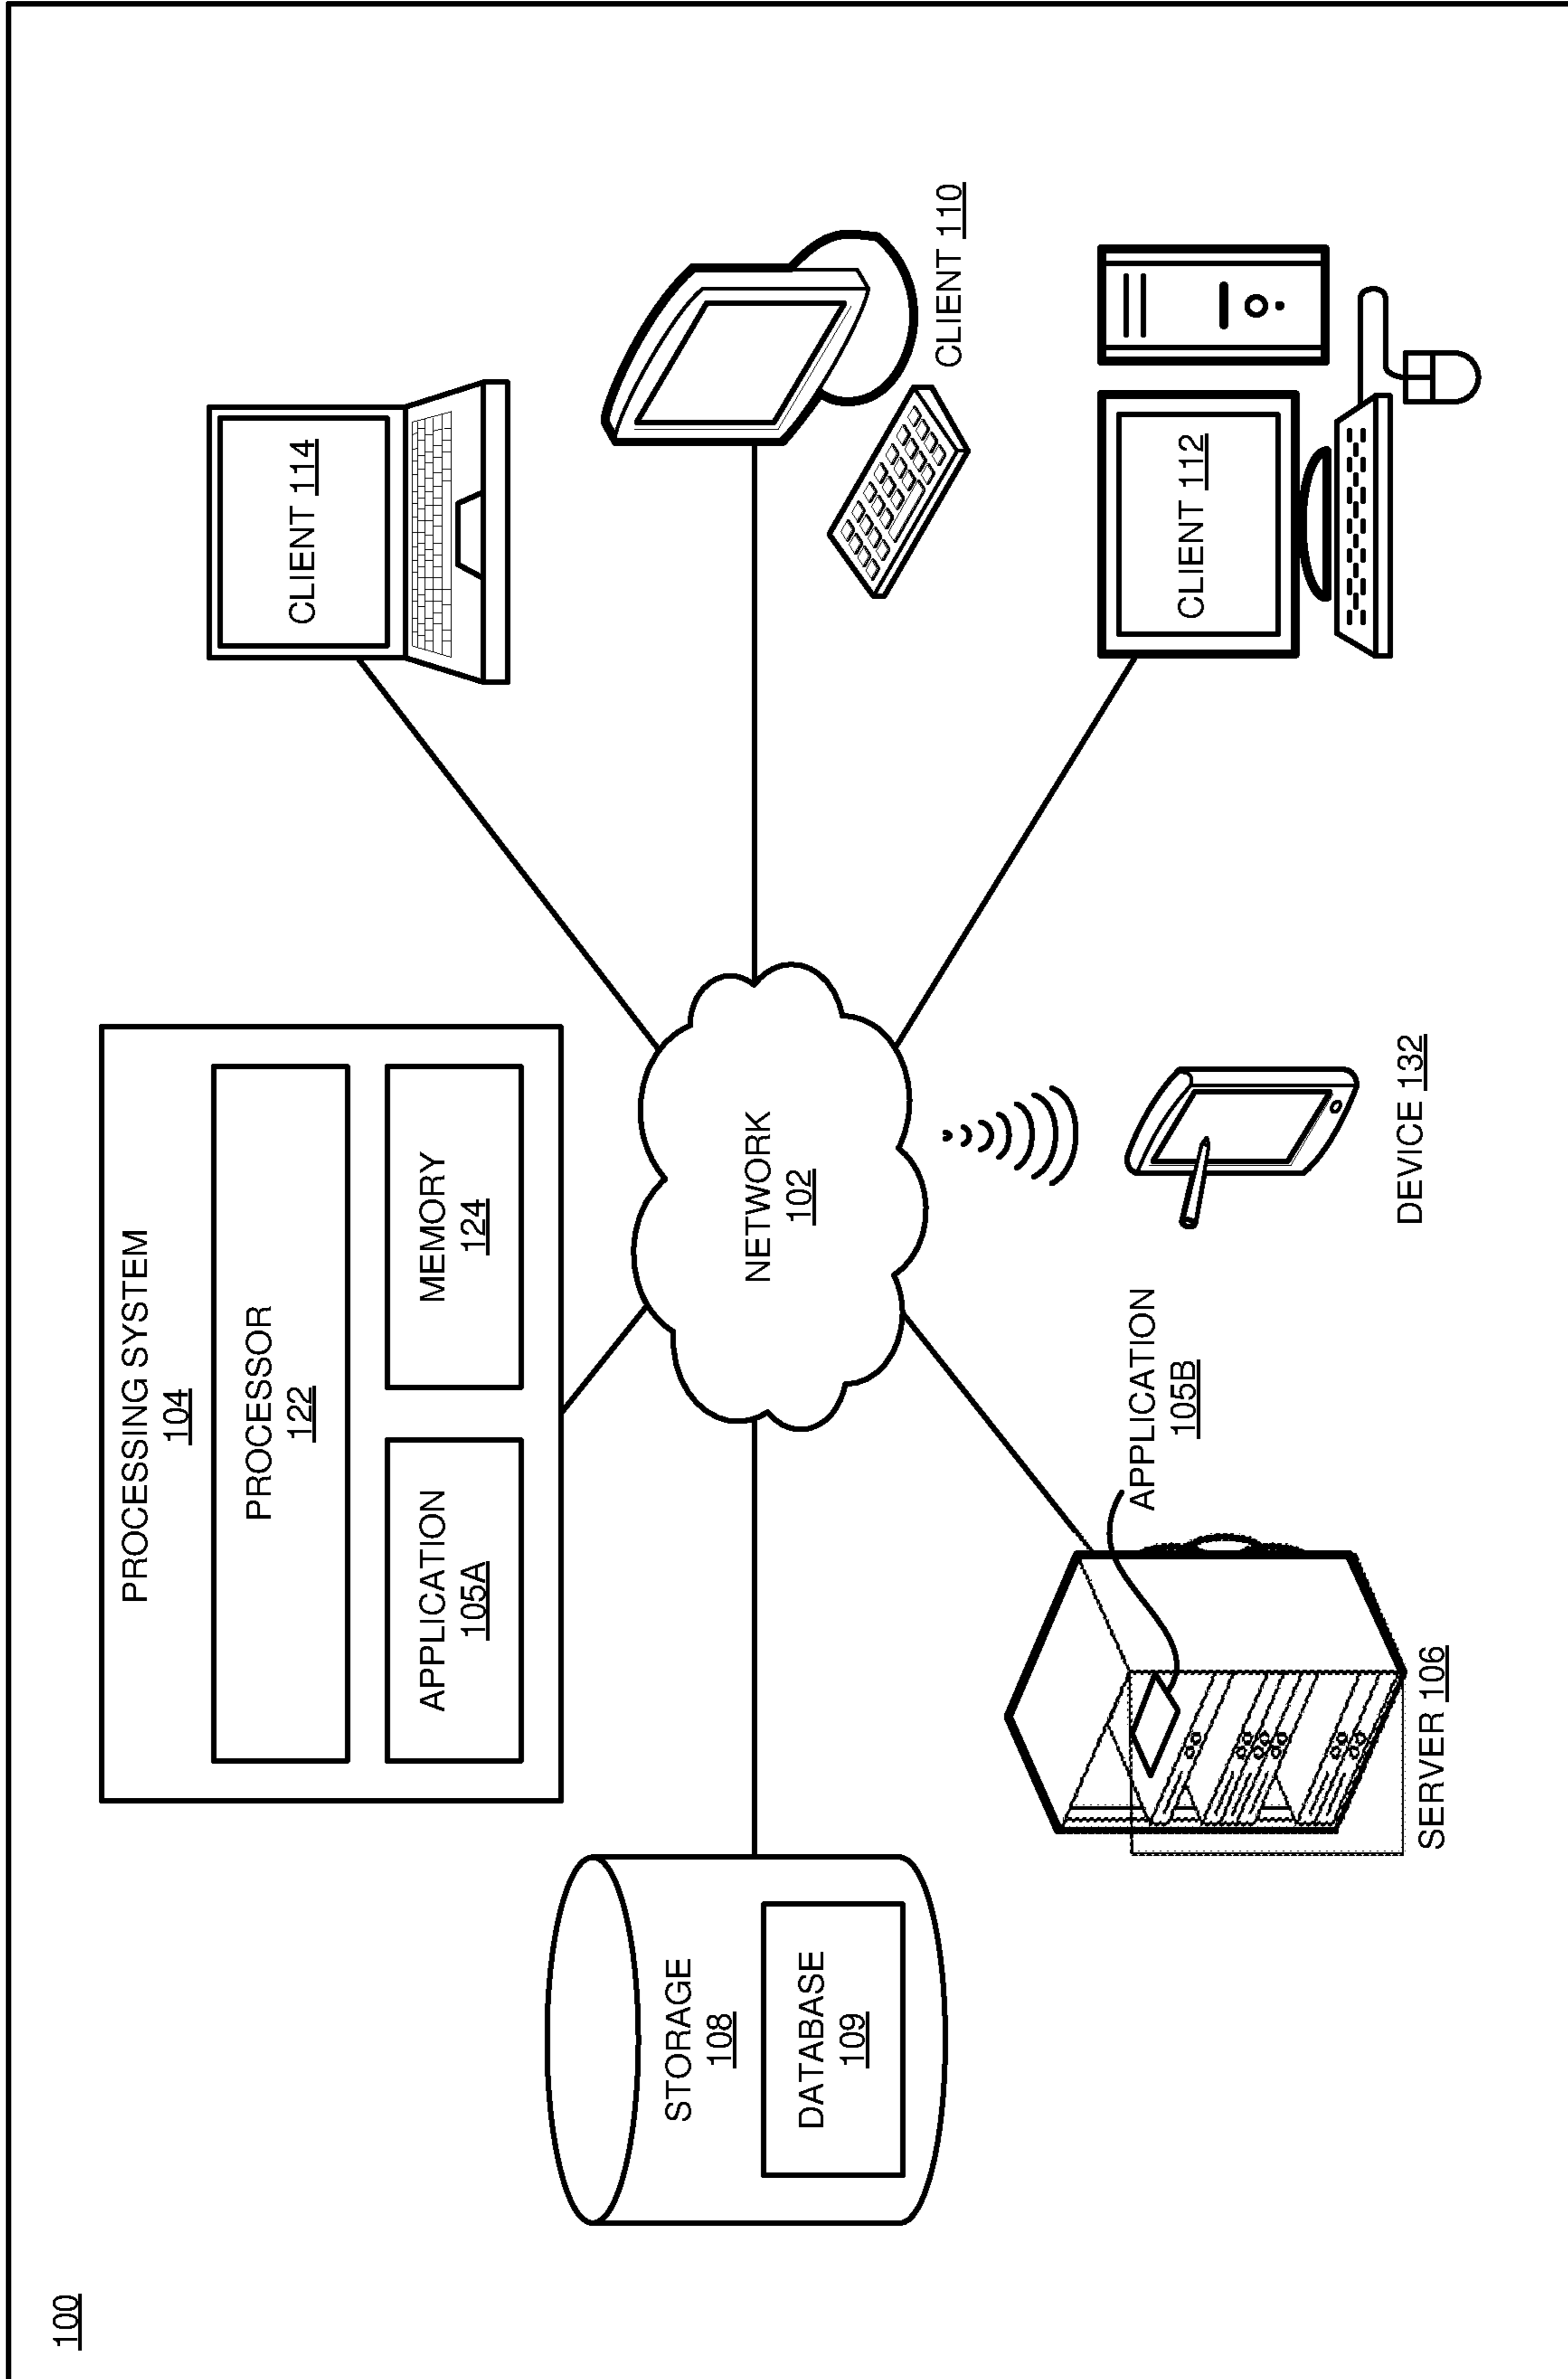 100
PROCESSING SYSTEM
104
PROCESSOR
122
APPLICATION
105A
MEMORY
124
CLIENT 114
STORAGE
108
DATABASE
109
NETWORK
102
CLIENT 110
APPLICATION
105B
SERVER 106
DEVICE 132
CLIENT 112